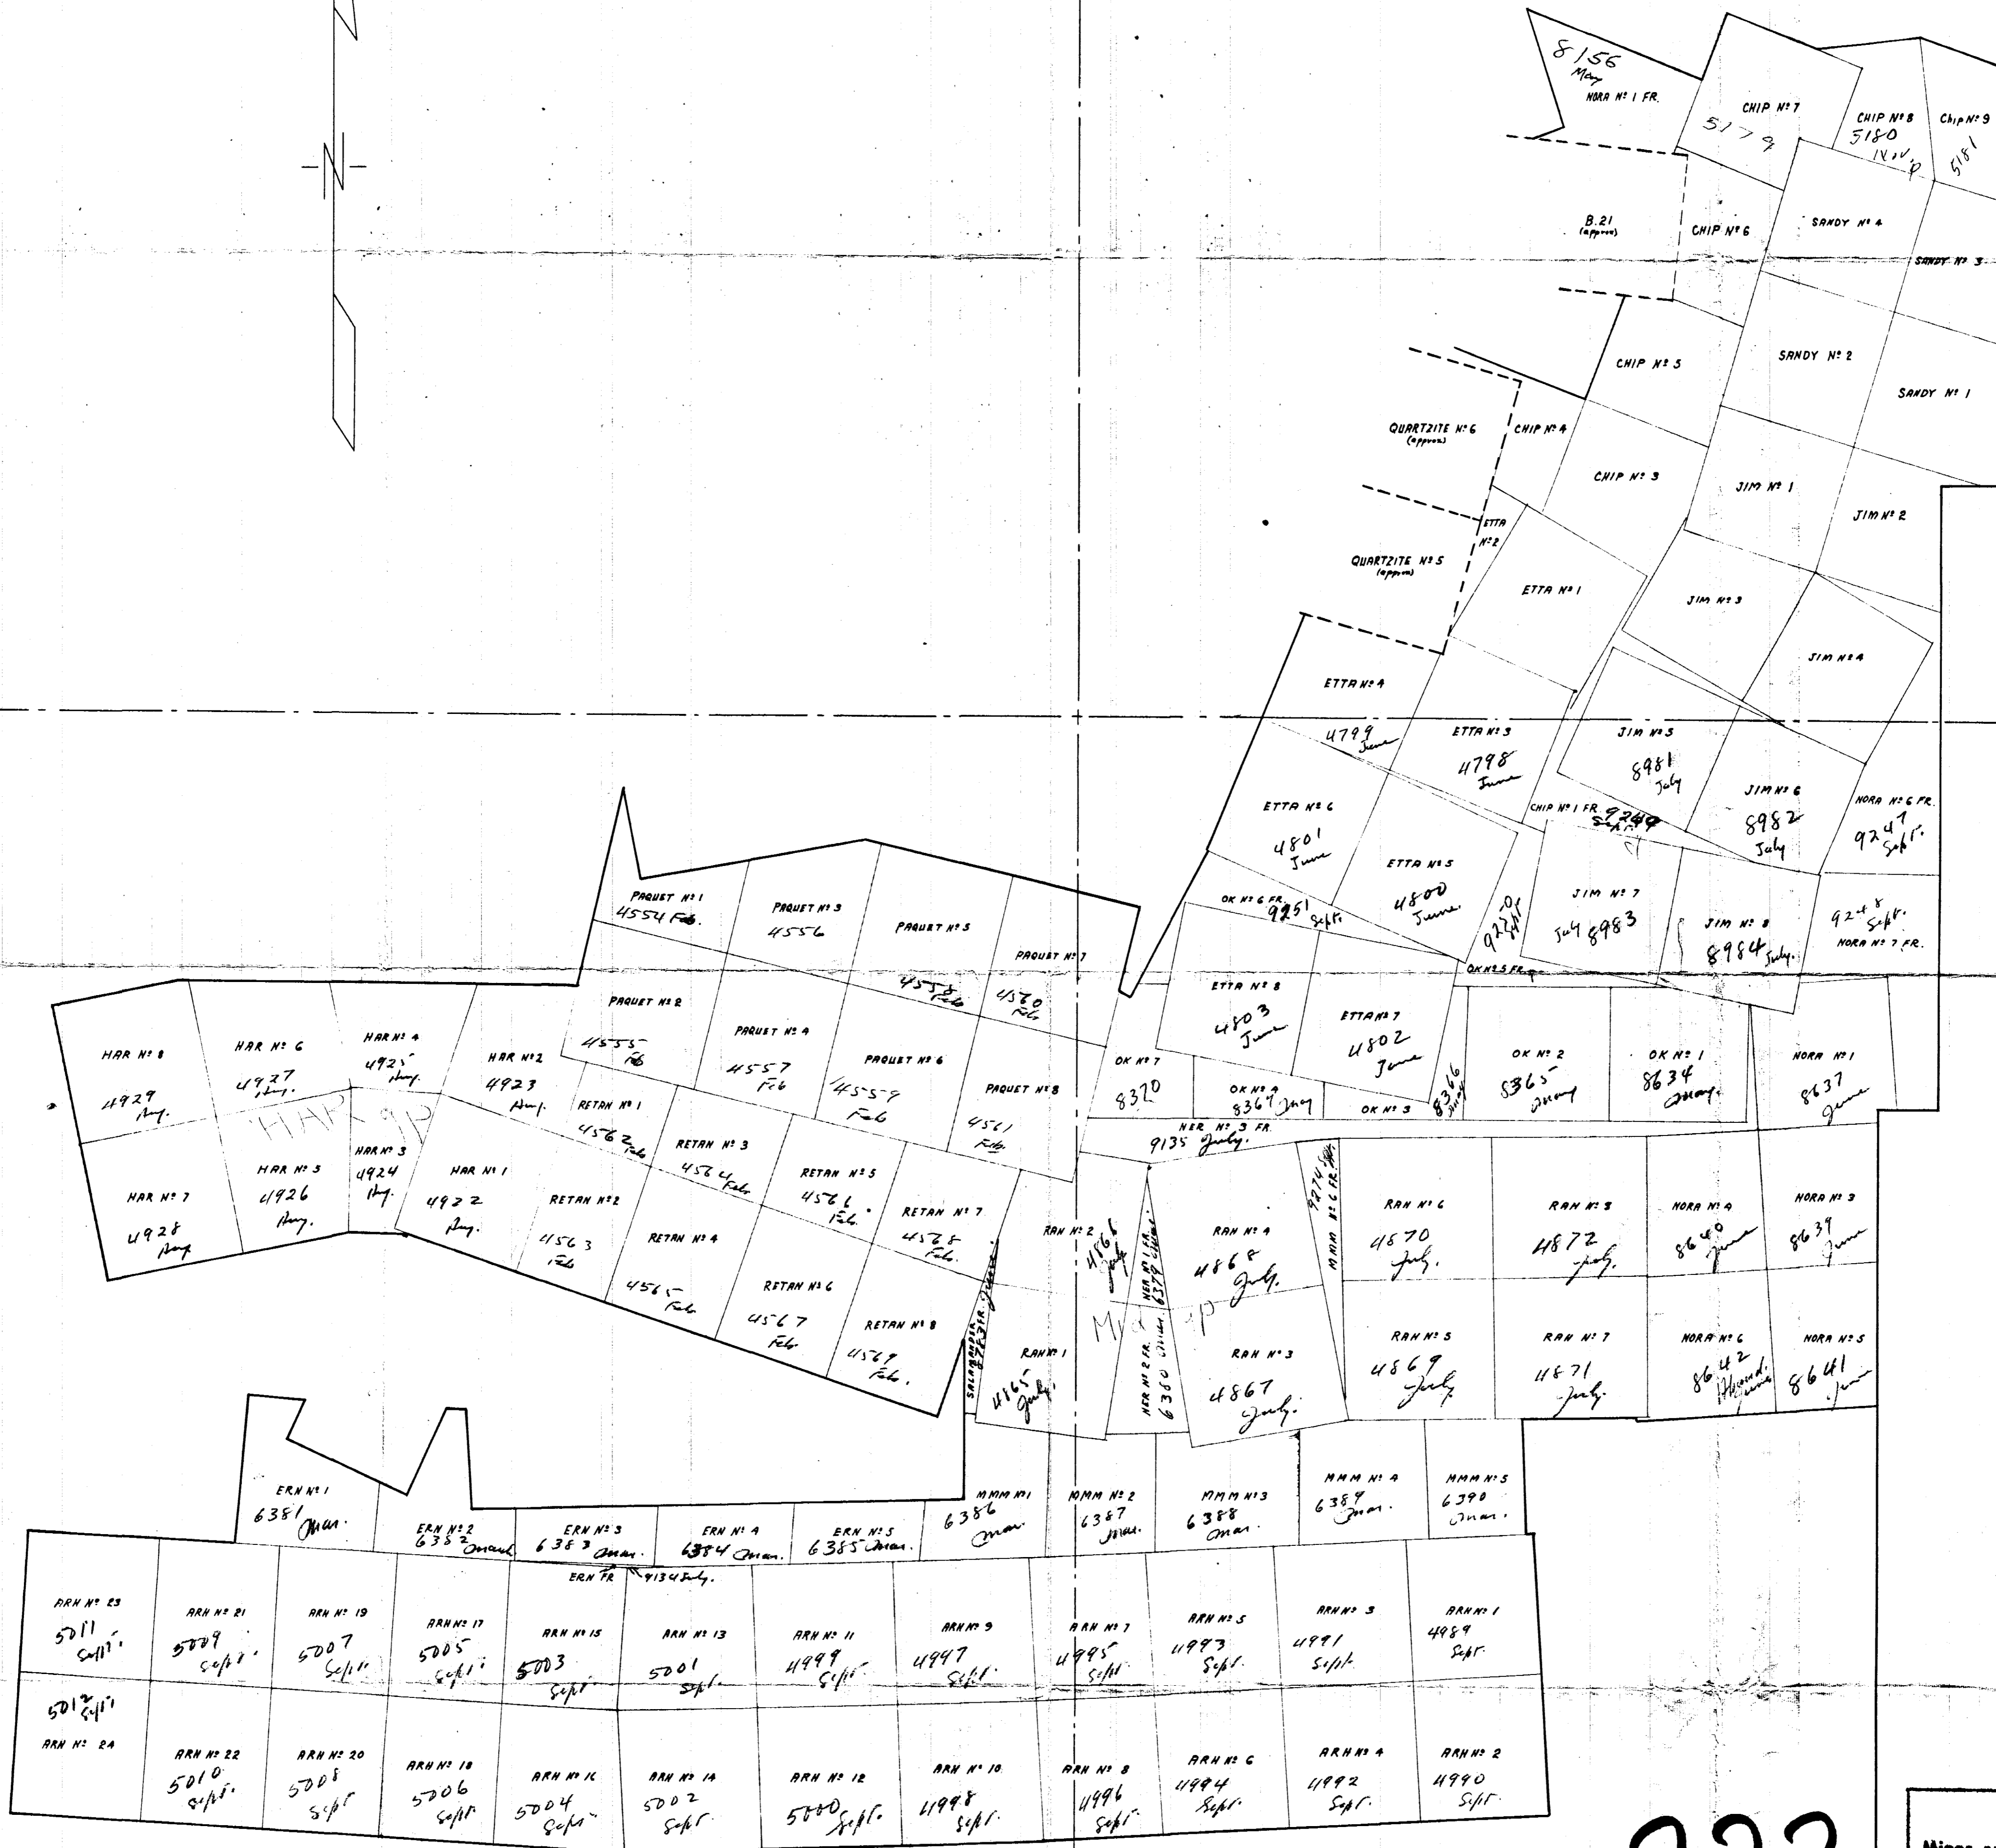 N
8156
May
NORA Nº 1 FR.
CHIP Nº 7
5179
CHIP Nº 8
5180
Chip Nº 9
5181
B.21
(approx)
CHIP Nº 6
SANDY Nº 4
SANDY Nº 3
CHIP Nº 5
SANDY Nº 2
SANDY Nº 1
QUARTZITE Nº 6
(approx)
CHIP Nº 4
CHIP Nº 3
JIM Nº 1
JIM Nº 2
ETTA
Nº 2
QUARTZITE Nº 5
(approx)
ETTA Nº 1
JIM Nº 3
JIM Nº 4
ETTA Nº 4
4799
June
ETTA Nº 3
4798
June
JIM Nº 5
8981
July
JIM Nº 6
8982
July
NORA Nº 6 FR.
9247
Sept.
ETTA Nº 6
4801
June
CHIP Nº 1 FR.
ETTA Nº 5
4800
June.
JIM Nº 7
July 8983
JIM Nº 8
8984 July.
9248
Sept.
NORA Nº 7 FR.
OK Nº 6 FR.
9251 Sept.
OK Nº 5 FR.
PAQUET Nº 1
4554 Feb.
PAQUET Nº 3
4556
PAQUET Nº 5
4558
Feb
PAQUET Nº 7
4560
Feb
PAQUET Nº 2
4555
Feb
PAQUET Nº 4
4557
Feb
PAQUET Nº 6
4559
Feb
PAQUET Nº 8
4561
Feb.
ETTA Nº 8
4803
June
ETTA Nº 7
4802
June
OK Nº 7
8370
OK Nº 4
8367 May
OK Nº 3
8366
May
OK Nº 2
8365
May
OK Nº 1
8634
May.
NORA Nº 1
8637
June
HAR Nº 8
4929
Aug.
HAR Nº 6
4927
Aug.
HAR Nº 4
4925
Aug.
HAR Nº 2
4923
Aug.
RETAN Nº 1
4562
Feb
RETAN Nº 3
4564 Feb
RETAN Nº 5
4566
Feb.
RETAN Nº 7
4568
Feb.
NER Nº 3 FR.
9135 July.
HAR Nº 7
4928
Aug
HAR Nº 5
4926
Aug.
HAR Nº 3
4924
Aug.
HAR Nº 1
4922
Aug.
RETAN Nº 2
4563
Feb
RETAN Nº 4
4565
Feb
RETAN Nº 6
4567
Feb.
RETAN Nº 8
4569
Feb.
RAN Nº 2
4866
July
NER Nº 1 FR.
6379
RAN Nº 4
4868
July.
MMM Nº 6 FR.
9274
RAN Nº 6
4870
July.
RAN Nº 8
4872
July.
NORA Nº 4
8640
June
NORA Nº 3
8639
June
SALAMANDER FR.
June
RAN Nº 1
4865
July.
NER Nº 2 FR.
6380
RAN Nº 3
4867
July.
RAN Nº 5
4869
July
RAN Nº 7
4871
July.
NORA Nº 6
8642
NORA Nº 5
8641
June
ERN Nº 1
6381
Mar.
ERN Nº 2
6382 March
ERN Nº 3
6383 Mar.
ERN Nº 4
6384 Mar.
ERN Nº 5
6385 Mar.
MMM Nº 1
6386
Mar.
MMM Nº 2
6387
Mar.
MMM Nº 3
6388
Mar.
MMM Nº 4
6389
Mar.
MMM Nº 5
6390
Mar.
ERN FR
9134 July.
ARN Nº 23
5011
Sept.
ARN Nº 21
5009
Sept.
ARN Nº 19
5007
Sept.
ARN Nº 17
5005
Sept.
ARN Nº 15
5003
Sept.
ARN Nº 13
5001
Sept.
ARN Nº 11
4999
Sept.
ARN Nº 9
4997
Sept.
ARN Nº 7
4995
Sept.
ARN Nº 5
4993
Sept.
ARN Nº 3
4991
Sept.
ARN Nº 1
4989
Sept.
5012
Sept.
ARN Nº 24
ARN Nº 22
5010
Sept.
ARN Nº 20
5008
Sept
ARN Nº 18
5006
Sept.
ARN Nº 16
5004
Sept.
ARN Nº 14
5002
Sept.
ARN Nº 12
5000 Sept.
ARN Nº 10
4998
Sept.
ARN Nº 8
4996
Sept
ARN Nº 6
4994
Sept.
ARN Nº 4
4992
Sept.
ARN Nº 2
4990
Sept.